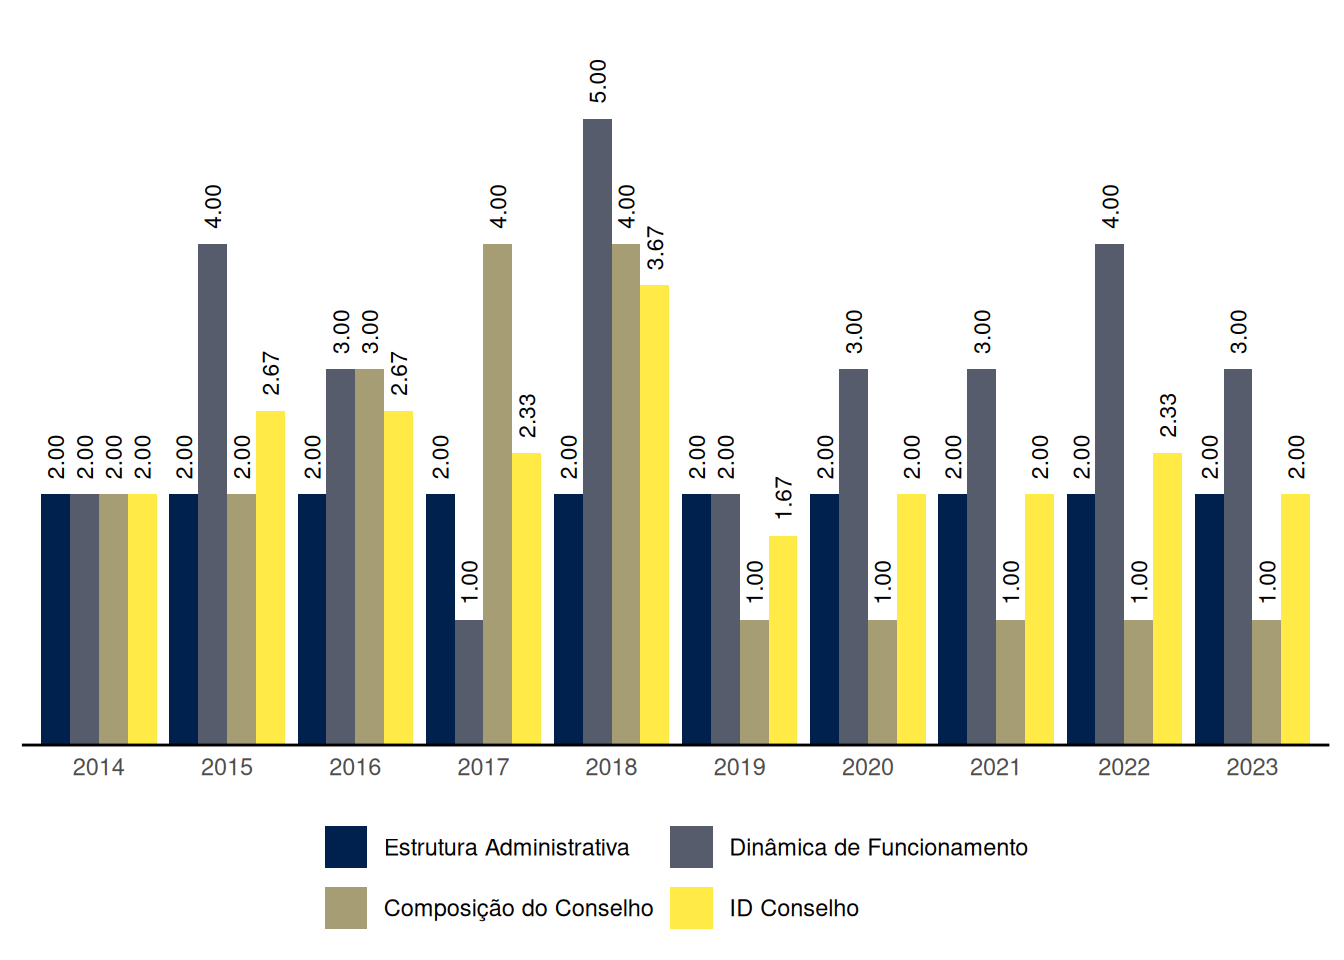 2.00 2.00 2.00 2.00
2.00 4.00 2.00 2.67
2.00 3.00 3.00 2.67
2.00 1.00 4.00 2.33
2.00 5.00 4.00 3.67
2.00 2.00 1.00 1.67
2.00 3.00 1.00 2.00
2.00 3.00 1.00 2.00
2.00 4.00 1.00 2.33
2.00 3.00 1.00 2.00
2014 2015 2016 2017 2018 2019 2020 2021 2022 2023
Estrutura Administrativa Dinâmica de Funcionamento
Composição do Conselho ID Conselho